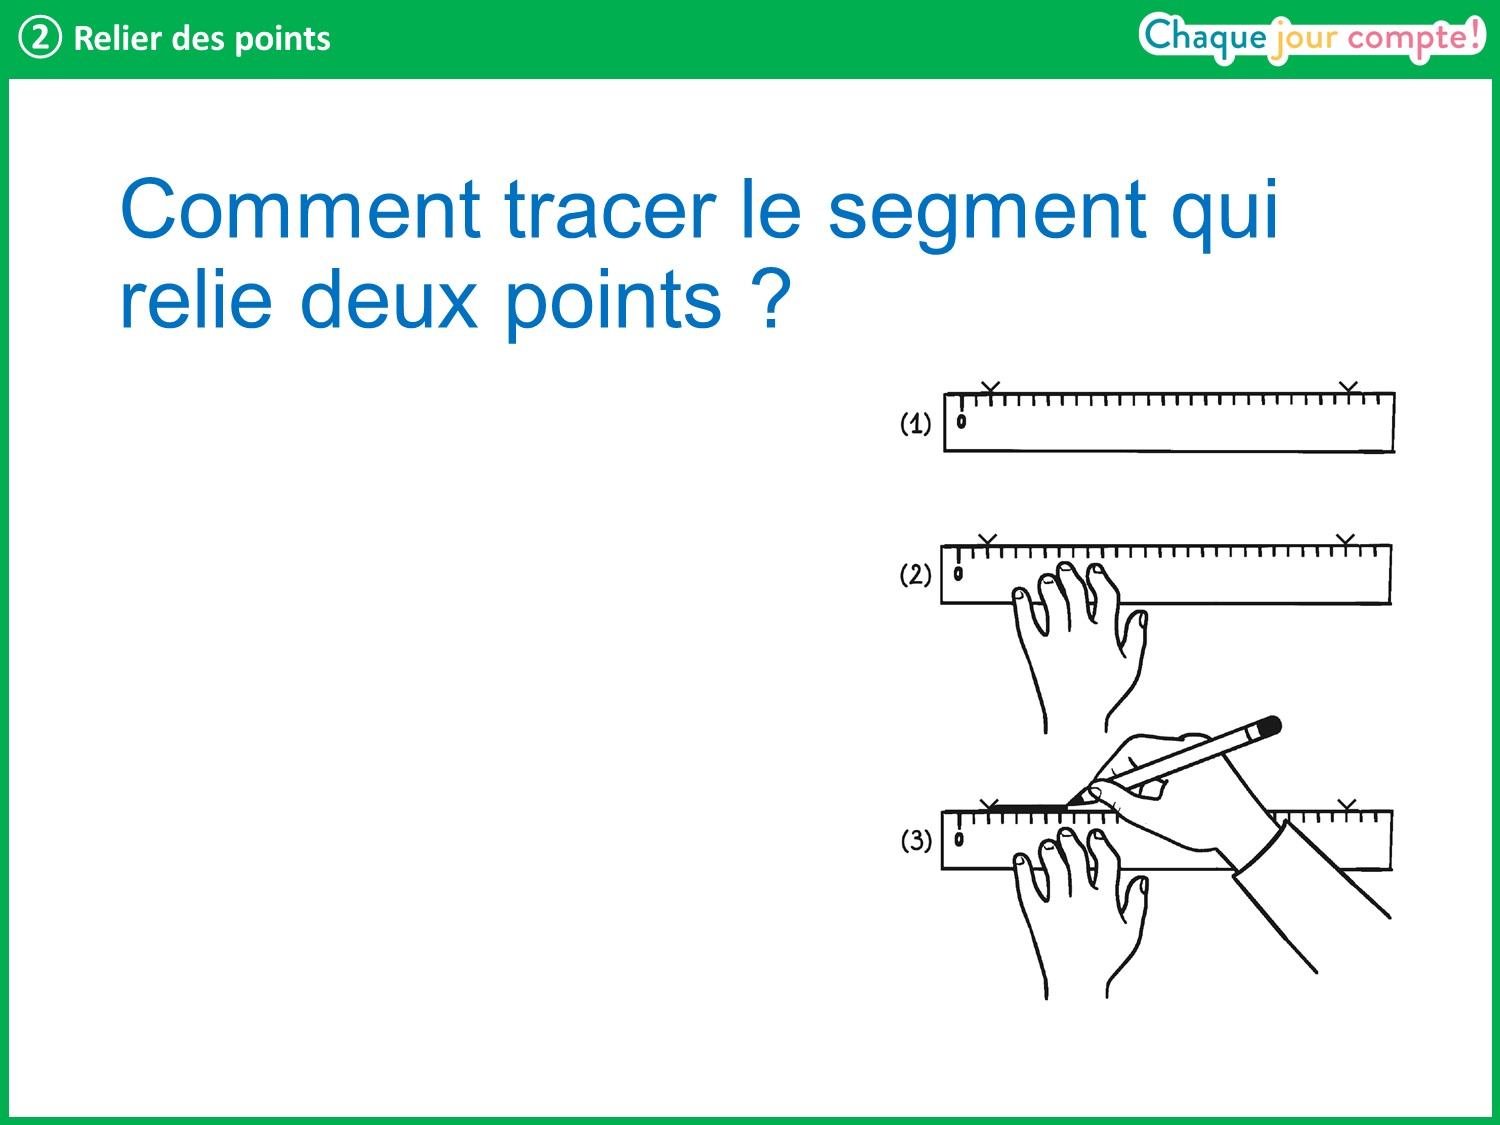 ② Relier des points
Chaque jour compte!
Comment tracer le segment qui
relie deux points ?
(1)
0
(2)
0
(3)
0